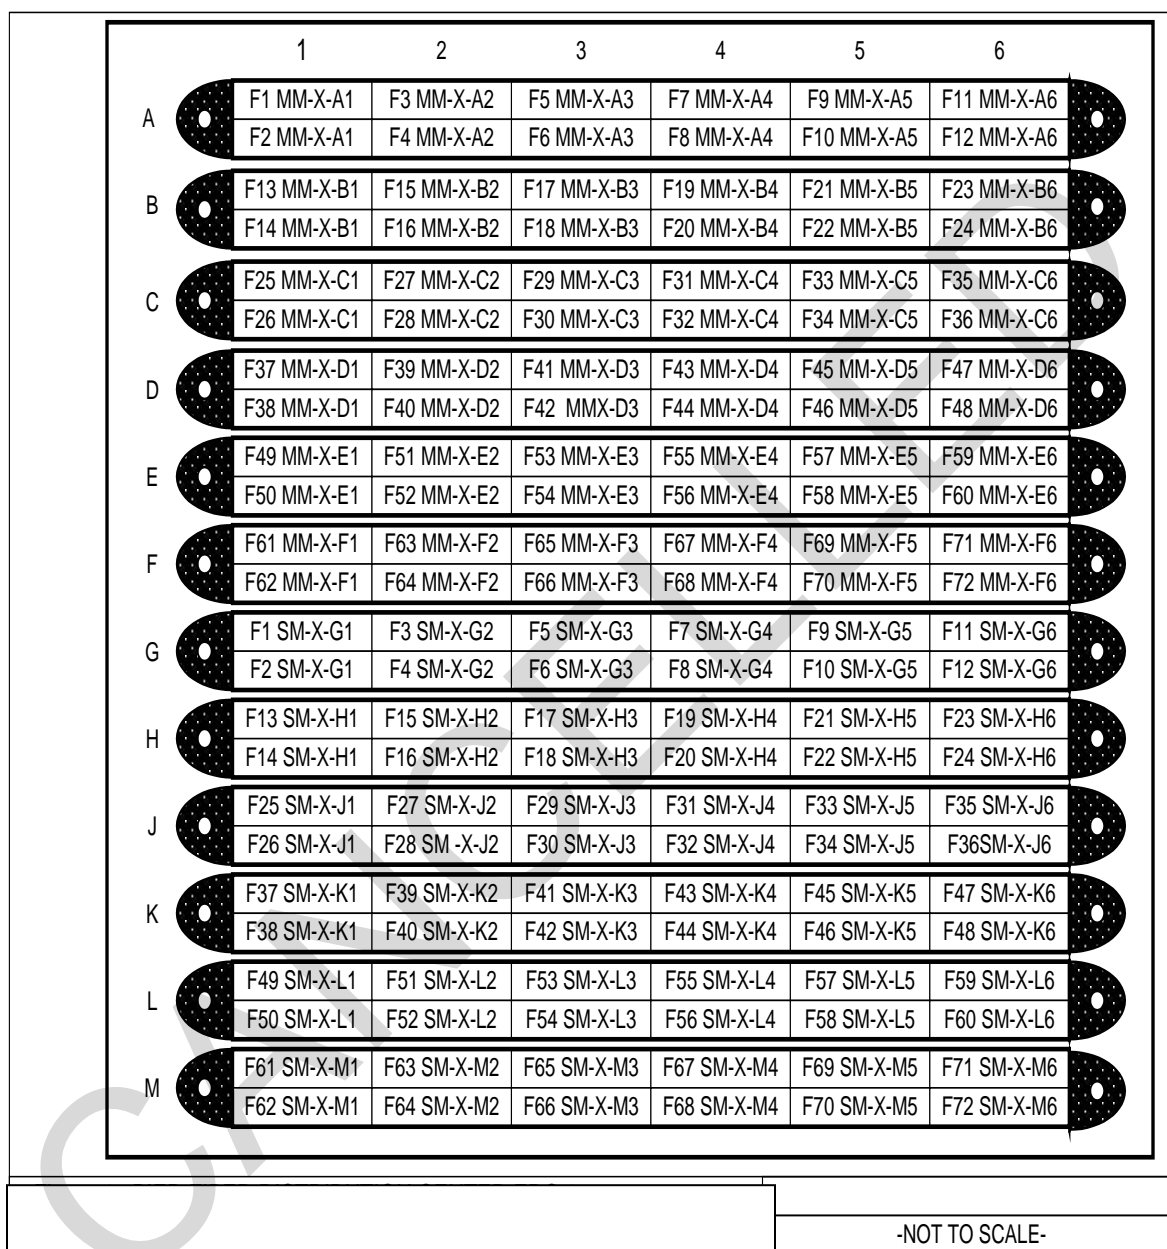 1 2 3 4 5 6
A
F1 MM-X-A1 F3 MM-X-A2 F5 MM-X-A3 F7 MM-X-A4 F9 MM-X-A5 F11 MM-X-A6
F2 MM-X-A1 F4 MM-X-A2 F6 MM-X-A3 F8 MM-X-A4 F10 MM-X-A5 F12 MM-X-A6
B
F13 MM-X-B1 F15 MM-X-B2 F17 MM-X-B3 F19 MM-X-B4 F21 MM-X-B5 F23 MM-X-B6
F14 MM-X-B1 F16 MM-X-B2 F18 MM-X-B3 F20 MM-X-B4 F22 MM-X-B5 F24 MM-X-B6
C
F25 MM-X-C1 F27 MM-X-C2 F29 MM-X-C3 F31 MM-X-C4 F33 MM-X-C5 F35 MM-X-C6
F26 MM-X-C1 F28 MM-X-C2 F30 MM-X-C3 F32 MM-X-C4 F34 MM-X-C5 F36 MM-X-C6
D
F37 MM-X-D1 F39 MM-X-D2 F41 MM-X-D3 F43 MM-X-D4 F45 MM-X-D5 F47 MM-X-D6
F38 MM-X-D1 F40 MM-X-D2 F42 MMX-D3 F44 MM-X-D4 F46 MM-X-D5 F48 MM-X-D6
E
F49 MM-X-E1 F51 MM-X-E2 F53 MM-X-E3 F55 MM-X-E4 F57 MM-X-E5 F59 MM-X-E6
F50 MM-X-E1 F52 MM-X-E2 F54 MM-X-E3 F56 MM-X-E4 F58 MM-X-E5 F60 MM-X-E6
F
F61 MM-X-F1 F63 MM-X-F2 F65 MM-X-F3 F67 MM-X-F4 F69 MM-X-F5 F71 MM-X-F6
F62 MM-X-F1 F64 MM-X-F2 F66 MM-X-F3 F68 MM-X-F4 F70 MM-X-F5 F72 MM-X-F6
G
F1 SM-X-G1 F3 SM-X-G2 F5 SM-X-G3 F7 SM-X-G4 F9 SM-X-G5 F11 SM-X-G6
F2 SM-X-G1 F4 SM-X-G2 F6 SM-X-G3 F8 SM-X-G4 F10 SM-X-G5 F12 SM-X-G6
H
F13 SM-X-H1 F15 SM-X-H2 F17 SM-X-H3 F19 SM-X-H4 F21 SM-X-H5 F23 SM-X-H6
F14 SM-X-H1 F16 SM-X-H2 F18 SM-X-H3 F20 SM-X-H4 F22 SM-X-H5 F24 SM-X-H6
J
F25 SM-X-J1 F27 SM-X-J2 F29 SM-X-J3 F31 SM-X-J4 F33 SM-X-J5 F35 SM-X-J6
F26 SM-X-J1 F28 SM -X-J2 F30 SM-X-J3 F32 SM-X-J4 F34 SM-X-J5 F36SM-X-J6
K
F37 SM-X-K1 F39 SM-X-K2 F41 SM-X-K3 F43 SM-X-K4 F45 SM-X-K5 F47 SM-X-K6
F38 SM-X-K1 F40 SM-X-K2 F42 SM-X-K3 F44 SM-X-K4 F46 SM-X-K5 F48 SM-X-K6
L
F49 SM-X-L1 F51 SM-X-L2 F53 SM-X-L3 F55 SM-X-L4 F57 SM-X-L5 F59 SM-X-L6
F50 SM-X-L1 F52 SM-X-L2 F54 SM-X-L3 F56 SM-X-L4 F58 SM-X-L5 F60 SM-X-L6
M
F61 SM-X-M1 F63 SM-X-M2 F65 SM-X-M3 F67 SM-X-M4 F69 SM-X-M5 F71 SM-X-M6
F62 SM-X-M1 F64 SM-X-M2 F66 SM-X-M3 F68 SM-X-M4 F70 SM-X-M5 F72 SM-X-M6
CANCELLED
-NOT TO SCALE-